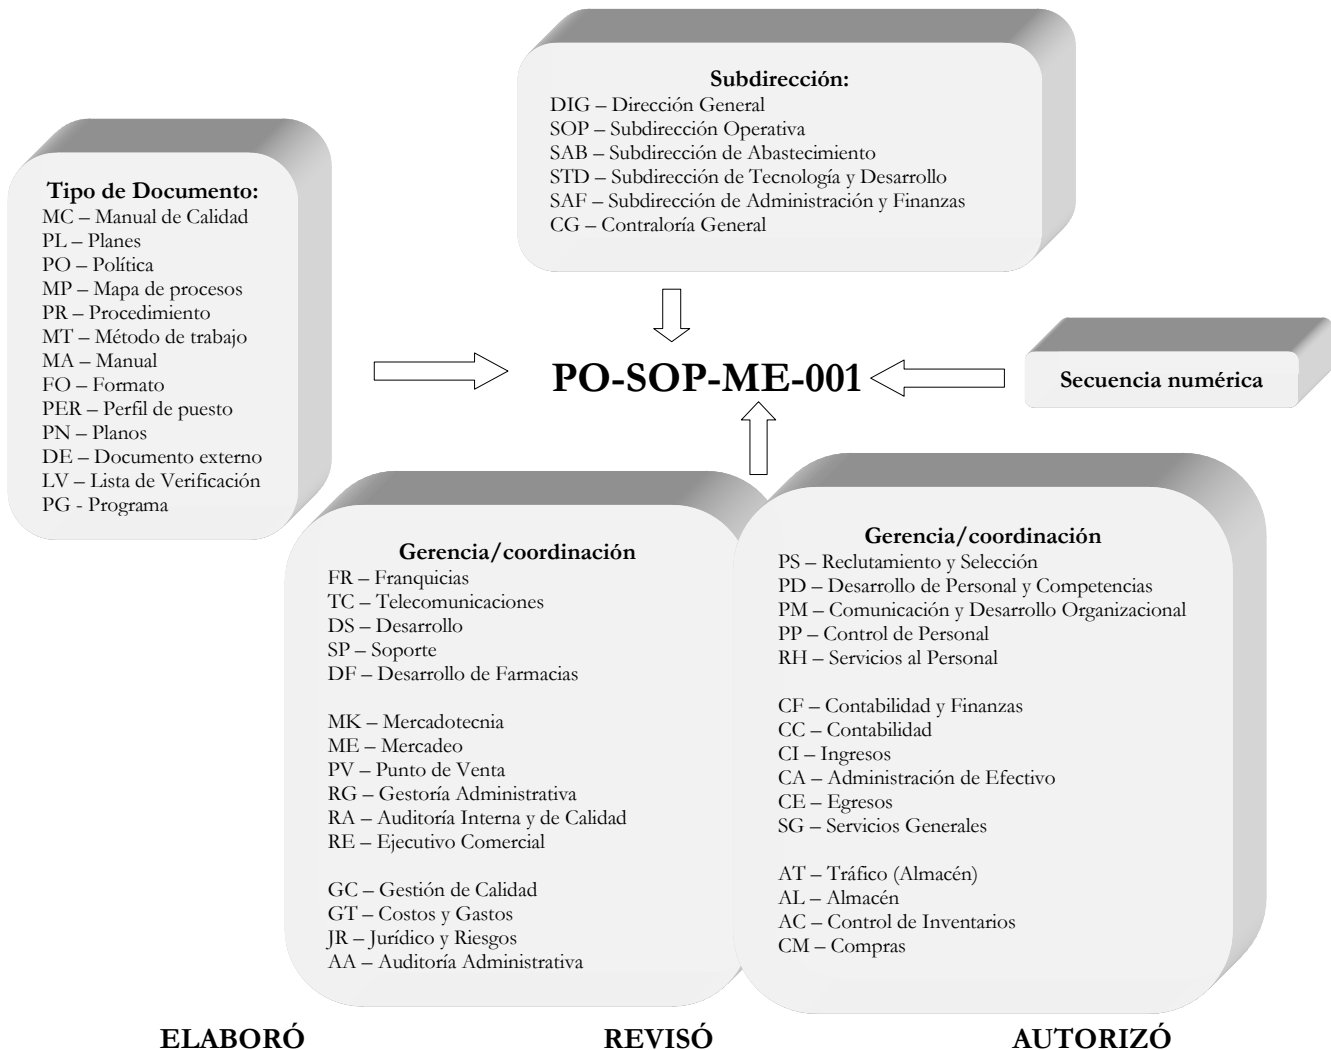 Subdirección:
DIG – Dirección General
SOP – Subdirección Operativa
SAB – Subdirección de Abastecimiento
STD – Subdirección de Tecnología y Desarrollo
SAF – Subdirección de Administración y Finanzas
CG – Contraloría General
Tipo de Documento:
MC – Manual de Calidad
PL – Planes
PO – Política
MP – Mapa de procesos
PR – Procedimiento
MT – Método de trabajo
MA – Manual
FO – Formato
PER – Perfil de puesto
PN – Planos
DE – Documento externo
LV – Lista de Verificación
PG - Programa
PO-SOP-ME-001
Secuencia numérica
Gerencia/coordinación
FR – Franquicias
TC – Telecomunicaciones
DS – Desarrollo
SP – Soporte
DF – Desarrollo de Farmacias
MK – Mercadotecnia
ME – Mercadeo
PV – Punto de Venta
RG – Gestoría Administrativa
RA – Auditoría Interna y de Calidad
RE – Ejecutivo Comercial
GC – Gestión de Calidad
GT – Costos y Gastos
JR – Jurídico y Riesgos
AA – Auditoría Administrativa
Gerencia/coordinación
PS – Reclutamiento y Selección
PD – Desarrollo de Personal y Competencias
PM – Comunicación y Desarrollo Organizacional
PP – Control de Personal
RH – Servicios al Personal
CF – Contabilidad y Finanzas
CC – Contabilidad
CI – Ingresos
CA – Administración de Efectivo
CE – Egresos
SG – Servicios Generales
AT – Tráfico (Almacén)
AL – Almacén
AC – Control de Inventarios
CM – Compras
ELABORÓ REVISÓ AUTORIZÓ